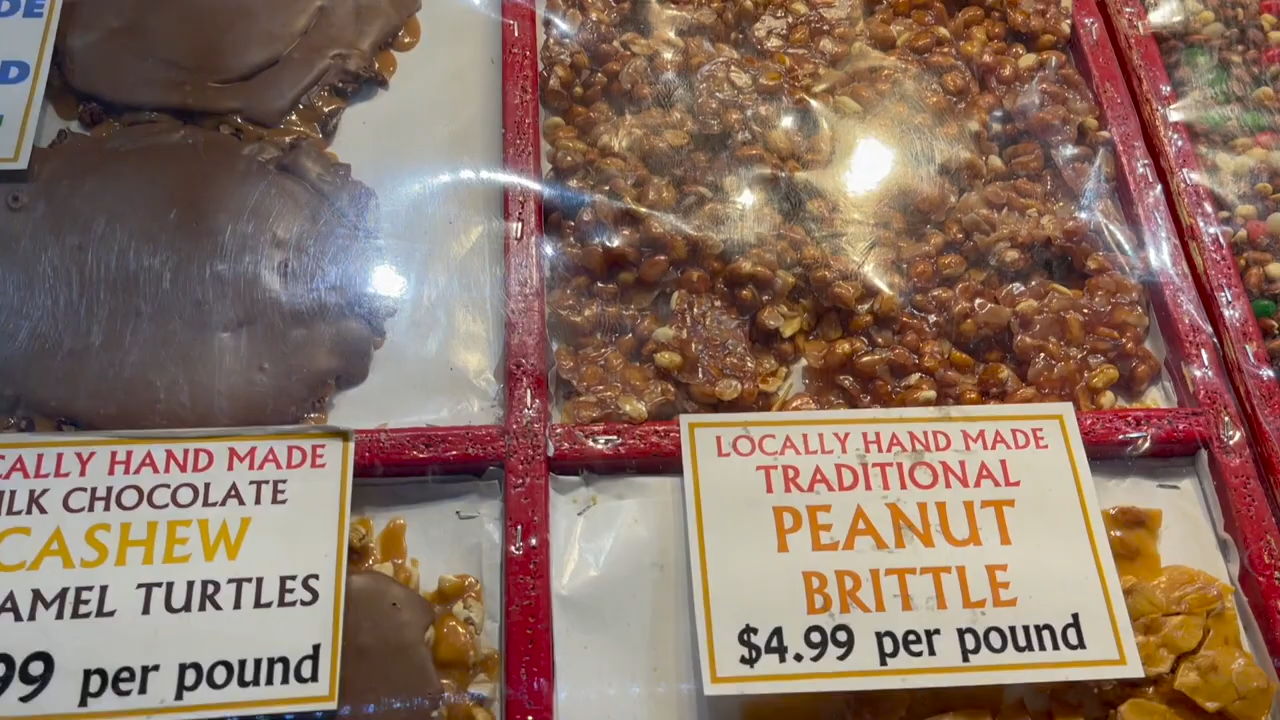 DE
D
CALLY HAND MADE
ILK CHOCOLATE
CASHEW
AMEL TURTLES
99 per pound
LOCALLY HAND MADE
TRADITIONAL
PEANUT
BRITTLE
$4.99 per pound